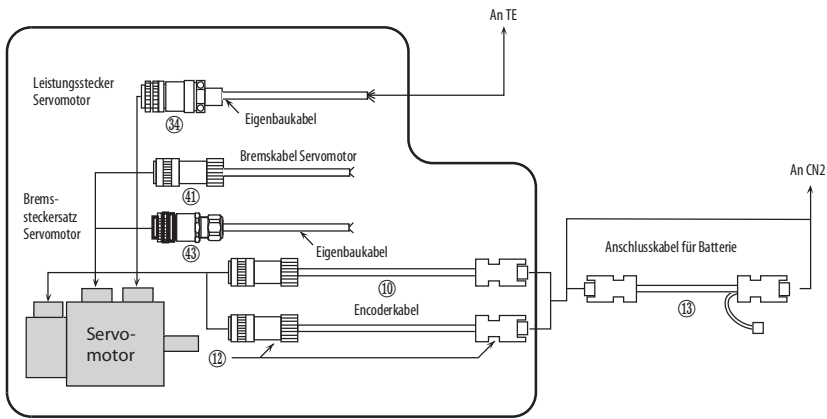 An TE
Leistungsstecker
Servomotor
㉞
Eigenbaukabel
Bremskabel Servomotor
㊶
An CN2
Brems-
steckersatz
Servomotor
㊸
Eigenbaukabel
Anschlusskabel für Batterie
⑩
Encoderkabel
⑬
Servo-
motor
⑫